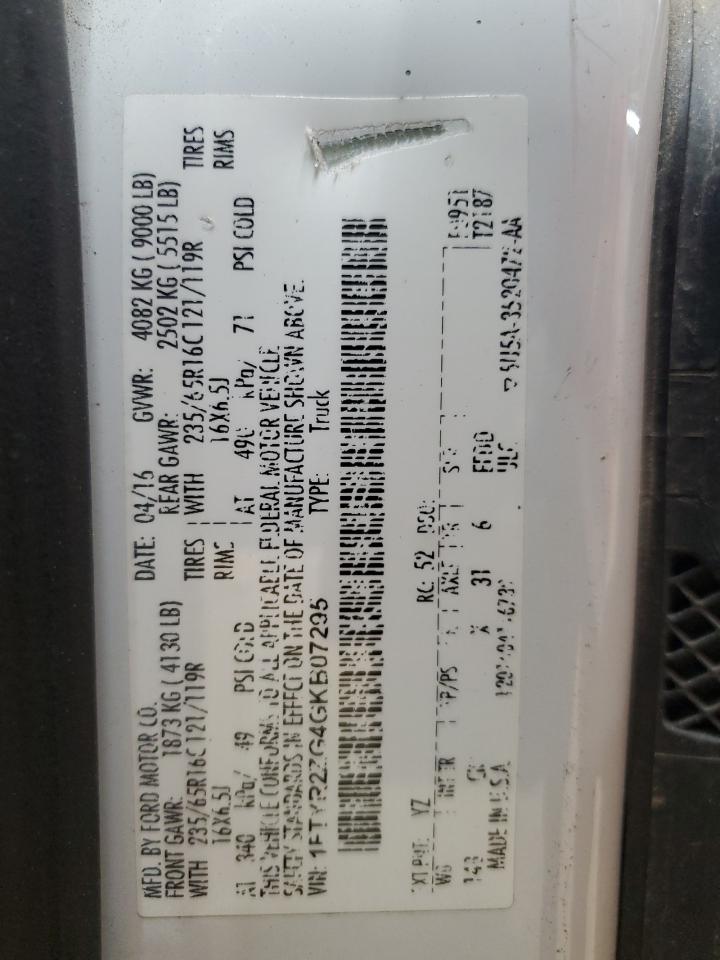 MFD. BY FORD MOTOR CO. DATE: 04/16 GVWR: 4082 KG ( 9000 LB)
FRONT GAWR: 1873 KG ( 4130 LB) REAR GAWR: 2502 KG ( 5515 LB)
WITH 235/65R16C 121/119R TIRES WITH 235/65R16C 121/119R TIRES
16X6.5J RIMS 16X6.5J RIMS
AT 340 kPa/ 49 PSI COLD AT 490 kPa/ 71 PSI COLD
THIS VEHICLE CONFORMS TO ALL APPLICABLE FEDERAL MOTOR VEHICLE
SAFETY STANDARDS IN EFFECT ON THE DATE OF MANUFACTURE SHOWN ABOVE.
VIN: TYPE: Truck
EXT PNT: YZ RC: 52 DSO:
31 6
MADE IN U.S.A
T2187